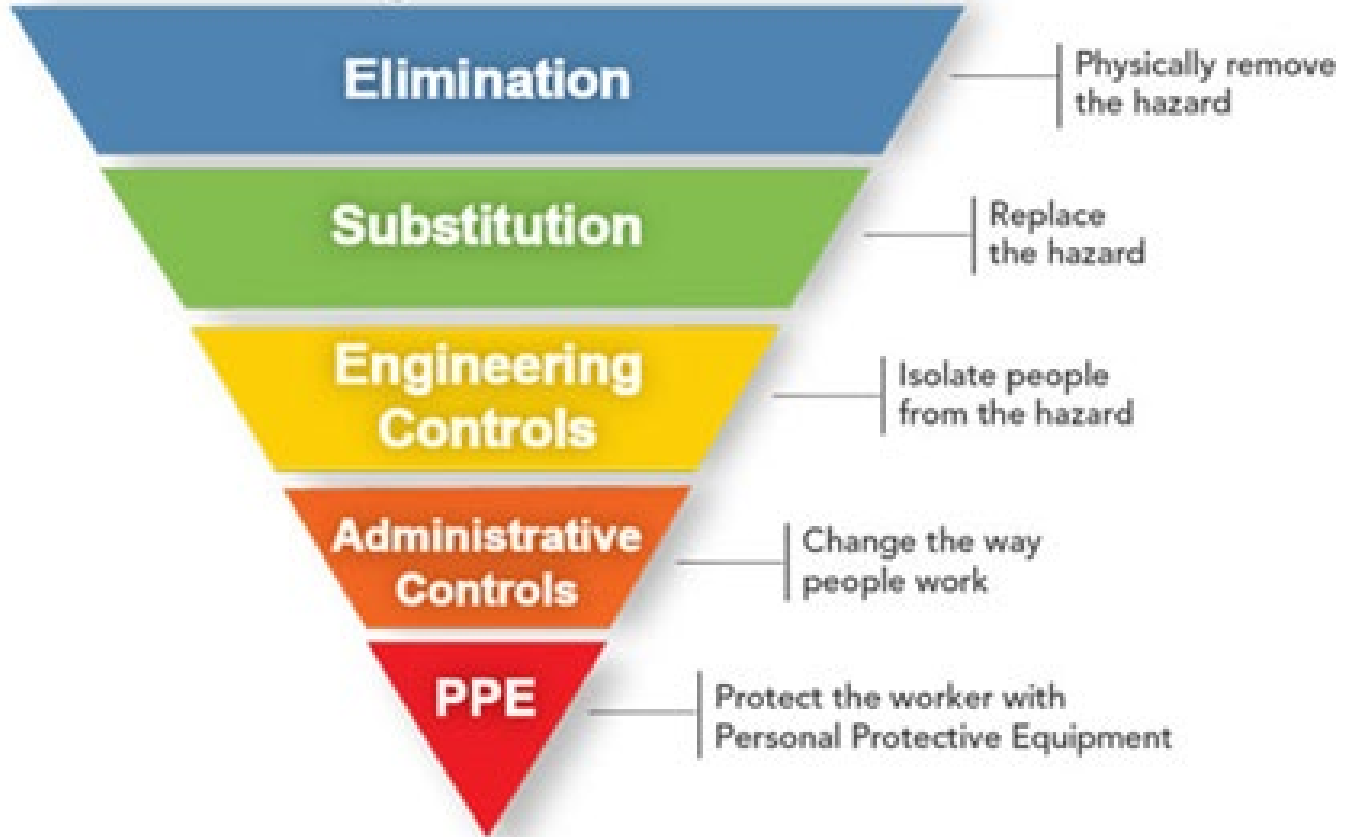 Elimination
Physically remove
the hazard
Substitution
Replace
the hazard
Engineering
Controls
Isolate people
from the hazard
Administrative
Controls
Change the way
people work
PPE
Protect the worker with
Personal Protective Equipment